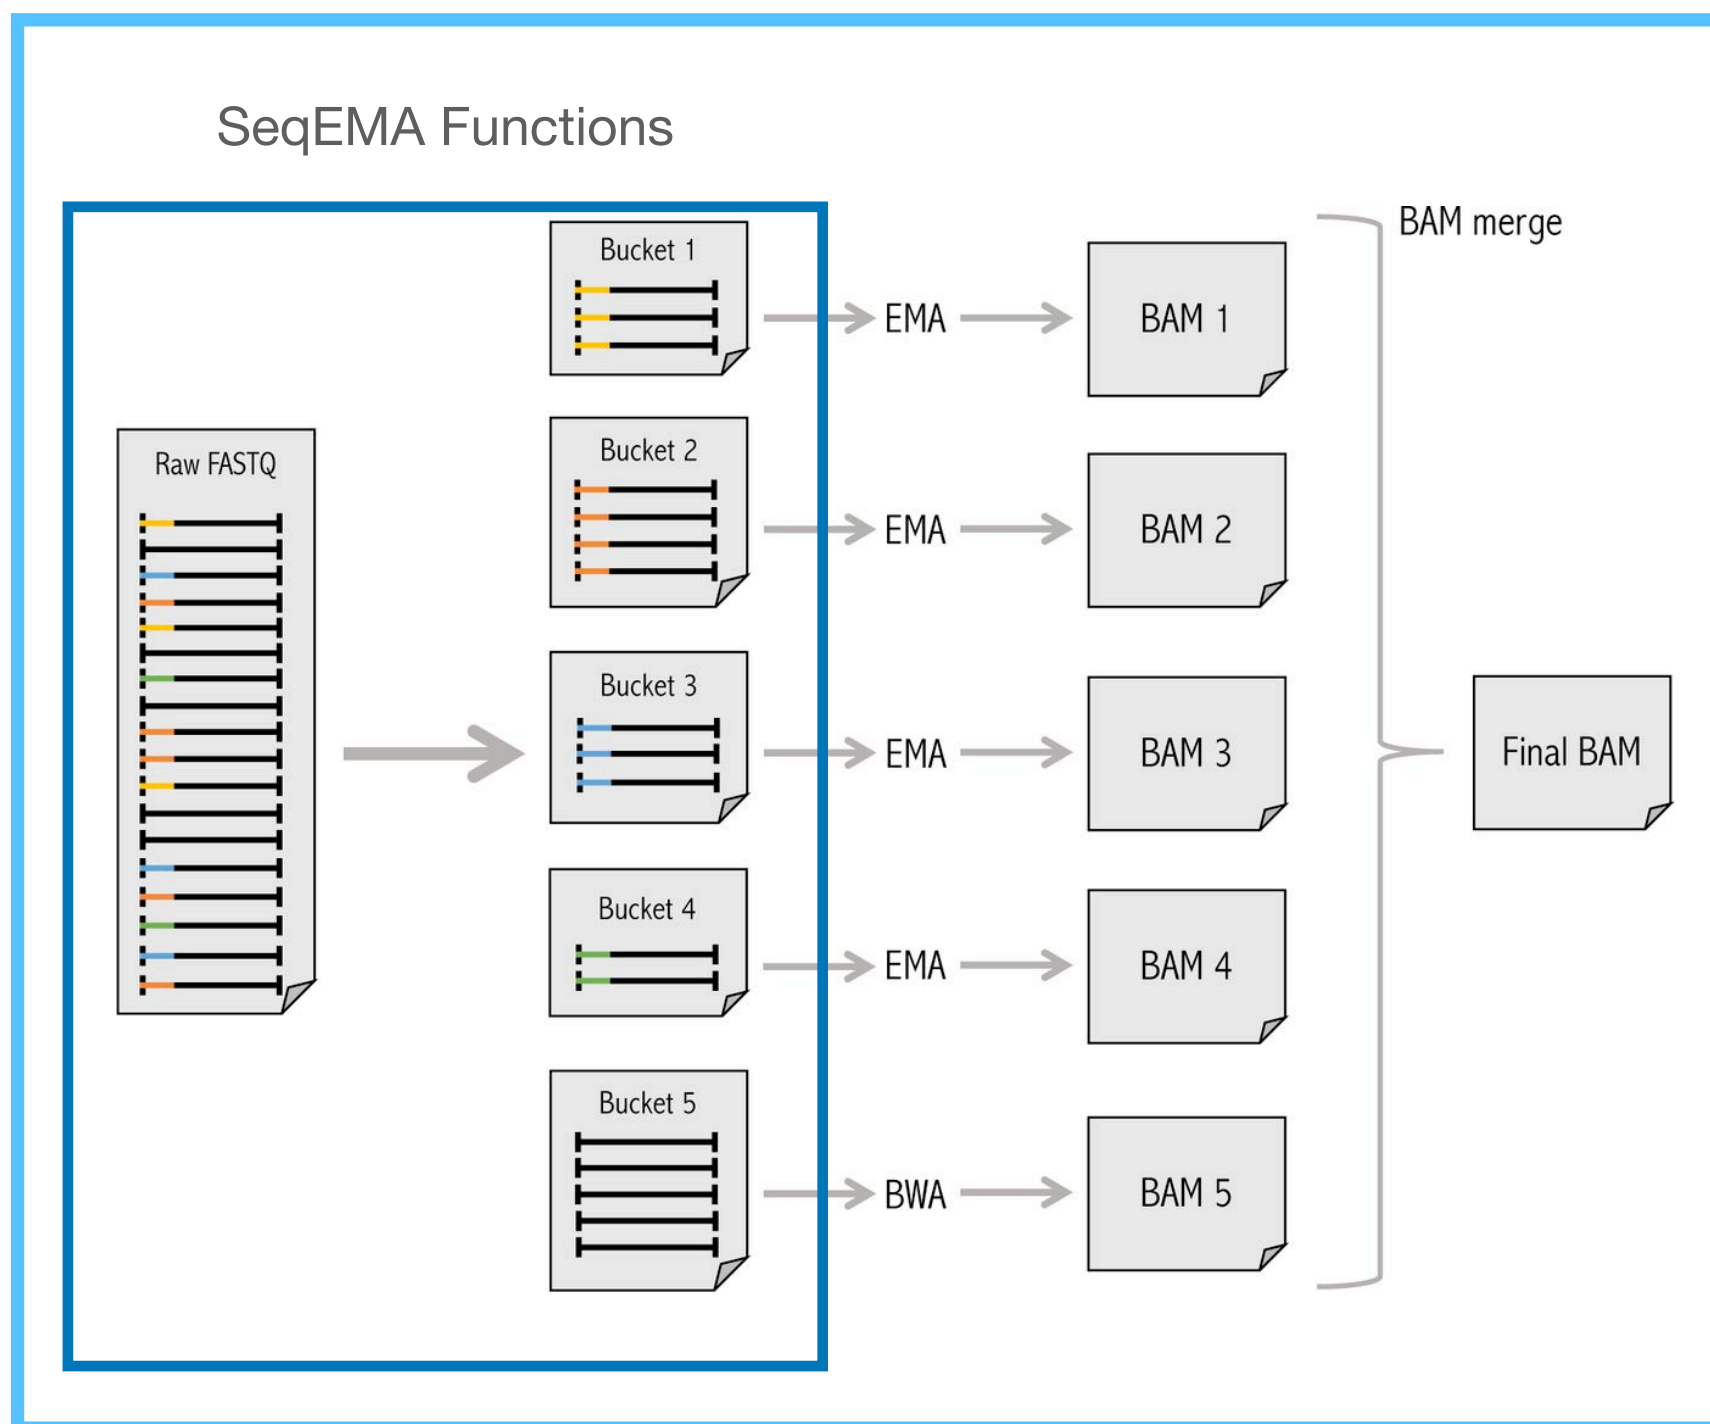 SeqEMA Functions
Raw FASTQ
Bucket 1
Bucket 2
Bucket 3
Bucket 4
Bucket 5
EMA
EMA
EMA
EMA
BWA
BAM 1
BAM 2
BAM 3
BAM 4
BAM 5
BAM merge
Final BAM